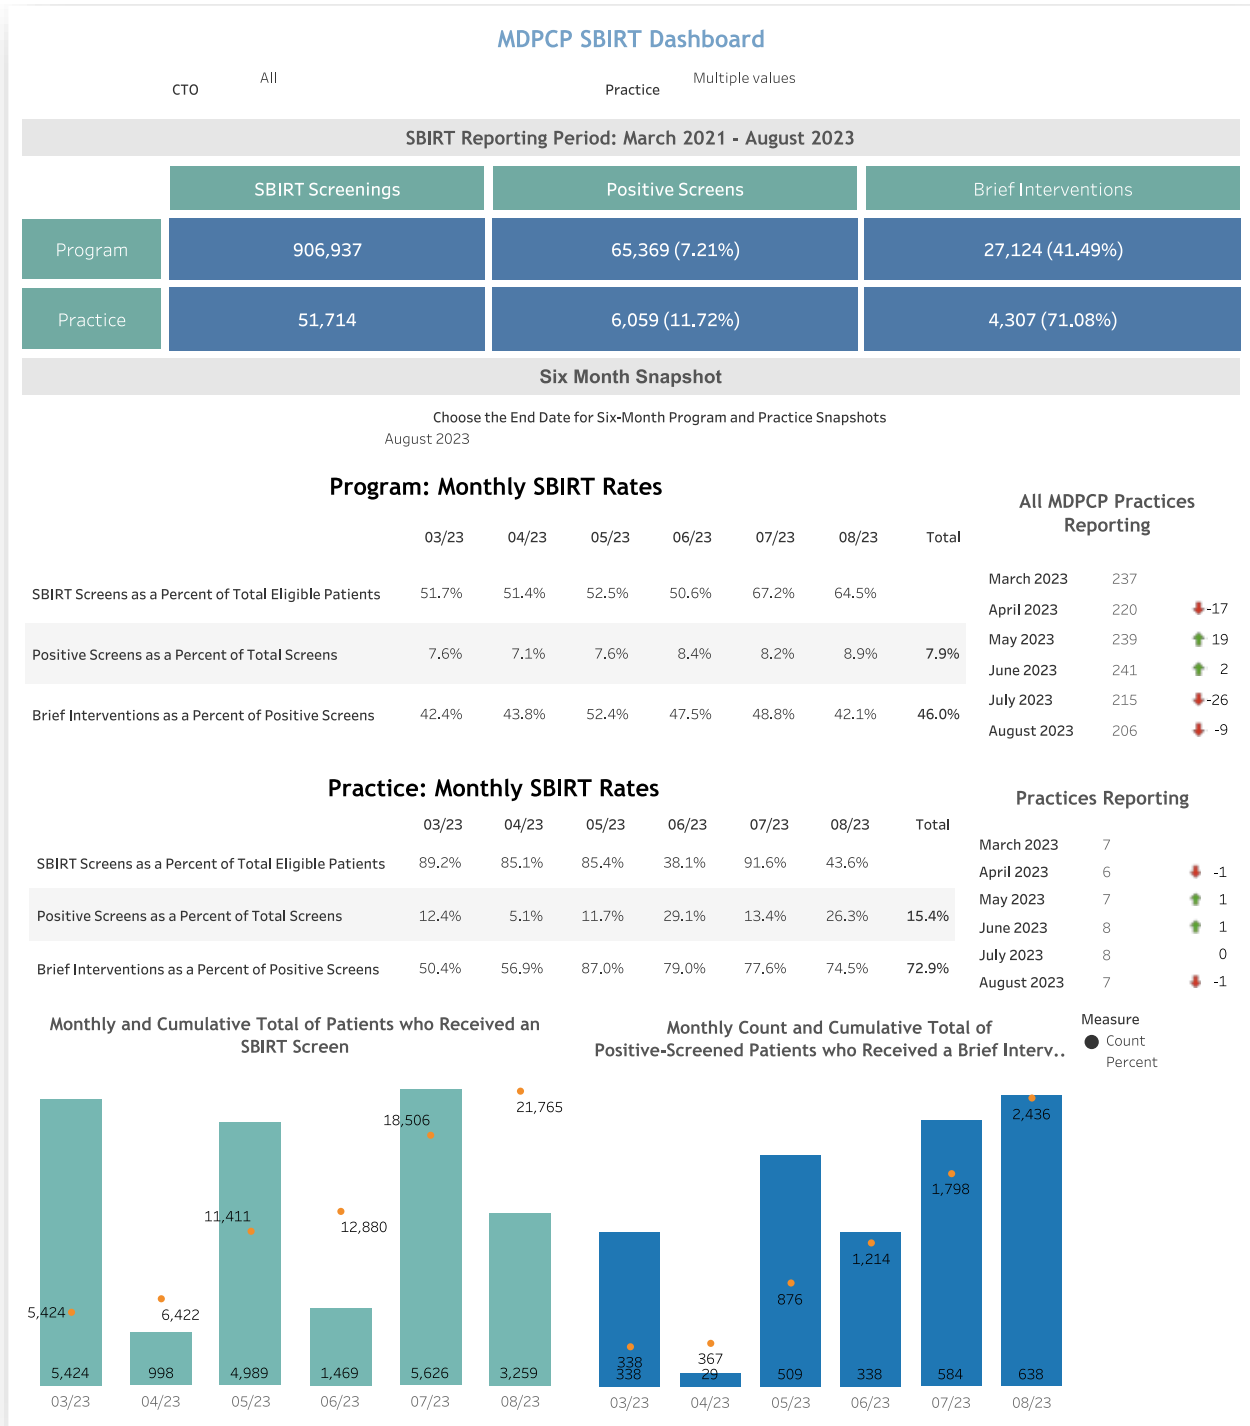 MDPCP SBIRT Dashboard
CTO All Practice Multiple values
SBIRT Reporting Period: March 2021 - August 2023
SBIRT Screenings Positive Screens Brief Interventions
Program 906,937 65,369 (7.21%) 27,124 (41.49%)
Practice 51,714 6,059 (11.72%) 4,307 (71.08%)
Six Month Snapshot
Choose the End Date for Six-Month Program and Practice Snapshots
August 2023
Program: Monthly SBIRT Rates
03/23 04/23 05/23 06/23 07/23 08/23 Total
SBIRT Screens as a Percent of Total Eligible Patients 51.7% 51.4% 52.5% 50.6% 67.2% 64.5%
Positive Screens as a Percent of Total Screens 7.6% 7.1% 7.6% 8.4% 8.2% 8.9% 7.9%
Brief Interventions as a Percent of Positive Screens 42.4% 43.8% 52.4% 47.5% 48.8% 42.1% 46.0%
All MDPCP Practices
Reporting
March 2023 237
April 2023 220 -17
May 2023 239 19
June 2023 241 2
July 2023 215 -26
August 2023 206 -9
Practice: Monthly SBIRT Rates
03/23 04/23 05/23 06/23 07/23 08/23 Total
SBIRT Screens as a Percent of Total Eligible Patients 89.2% 85.1% 85.4% 38.1% 91.6% 43.6%
Positive Screens as a Percent of Total Screens 12.4% 5.1% 11.7% 29.1% 13.4% 26.3% 15.4%
Brief Interventions as a Percent of Positive Screens 50.4% 56.9% 87.0% 79.0% 77.6% 74.5% 72.9%
Practices Reporting
March 2023 7
April 2023 6 -1
May 2023 7 1
June 2023 8 1
July 2023 8 0
August 2023 7 -1
Monthly and Cumulative Total of Patients who Received an
SBIRT Screen
21,765
18,506
11,411
12,880
5,424
6,422
5,424 998 4,989 1,469 5,626 3,259
03/23 04/23 05/23 06/23 07/23 08/23
Monthly Count and Cumulative Total of
Positive-Screened Patients who Received a Brief Interv..
2,436
1,798
1,214
876
338 367
338 29 509 338 584 638
03/23 04/23 05/23 06/23 07/23 08/23
Measure
Count
Percent